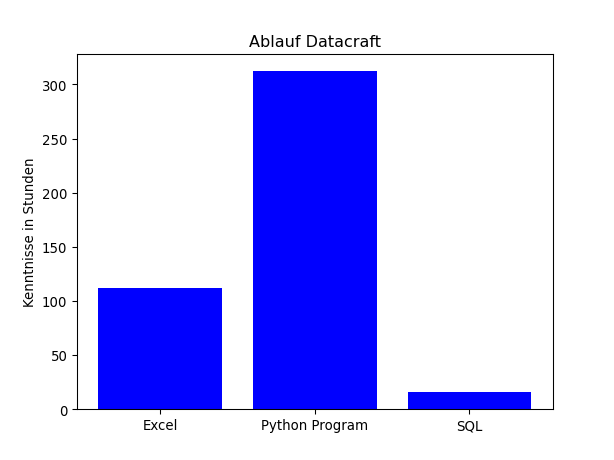 Ablauf Datacraft
Kenntnisse in Stunden
300
250
200
150
100
50
0
Excel
Python Program
SQL